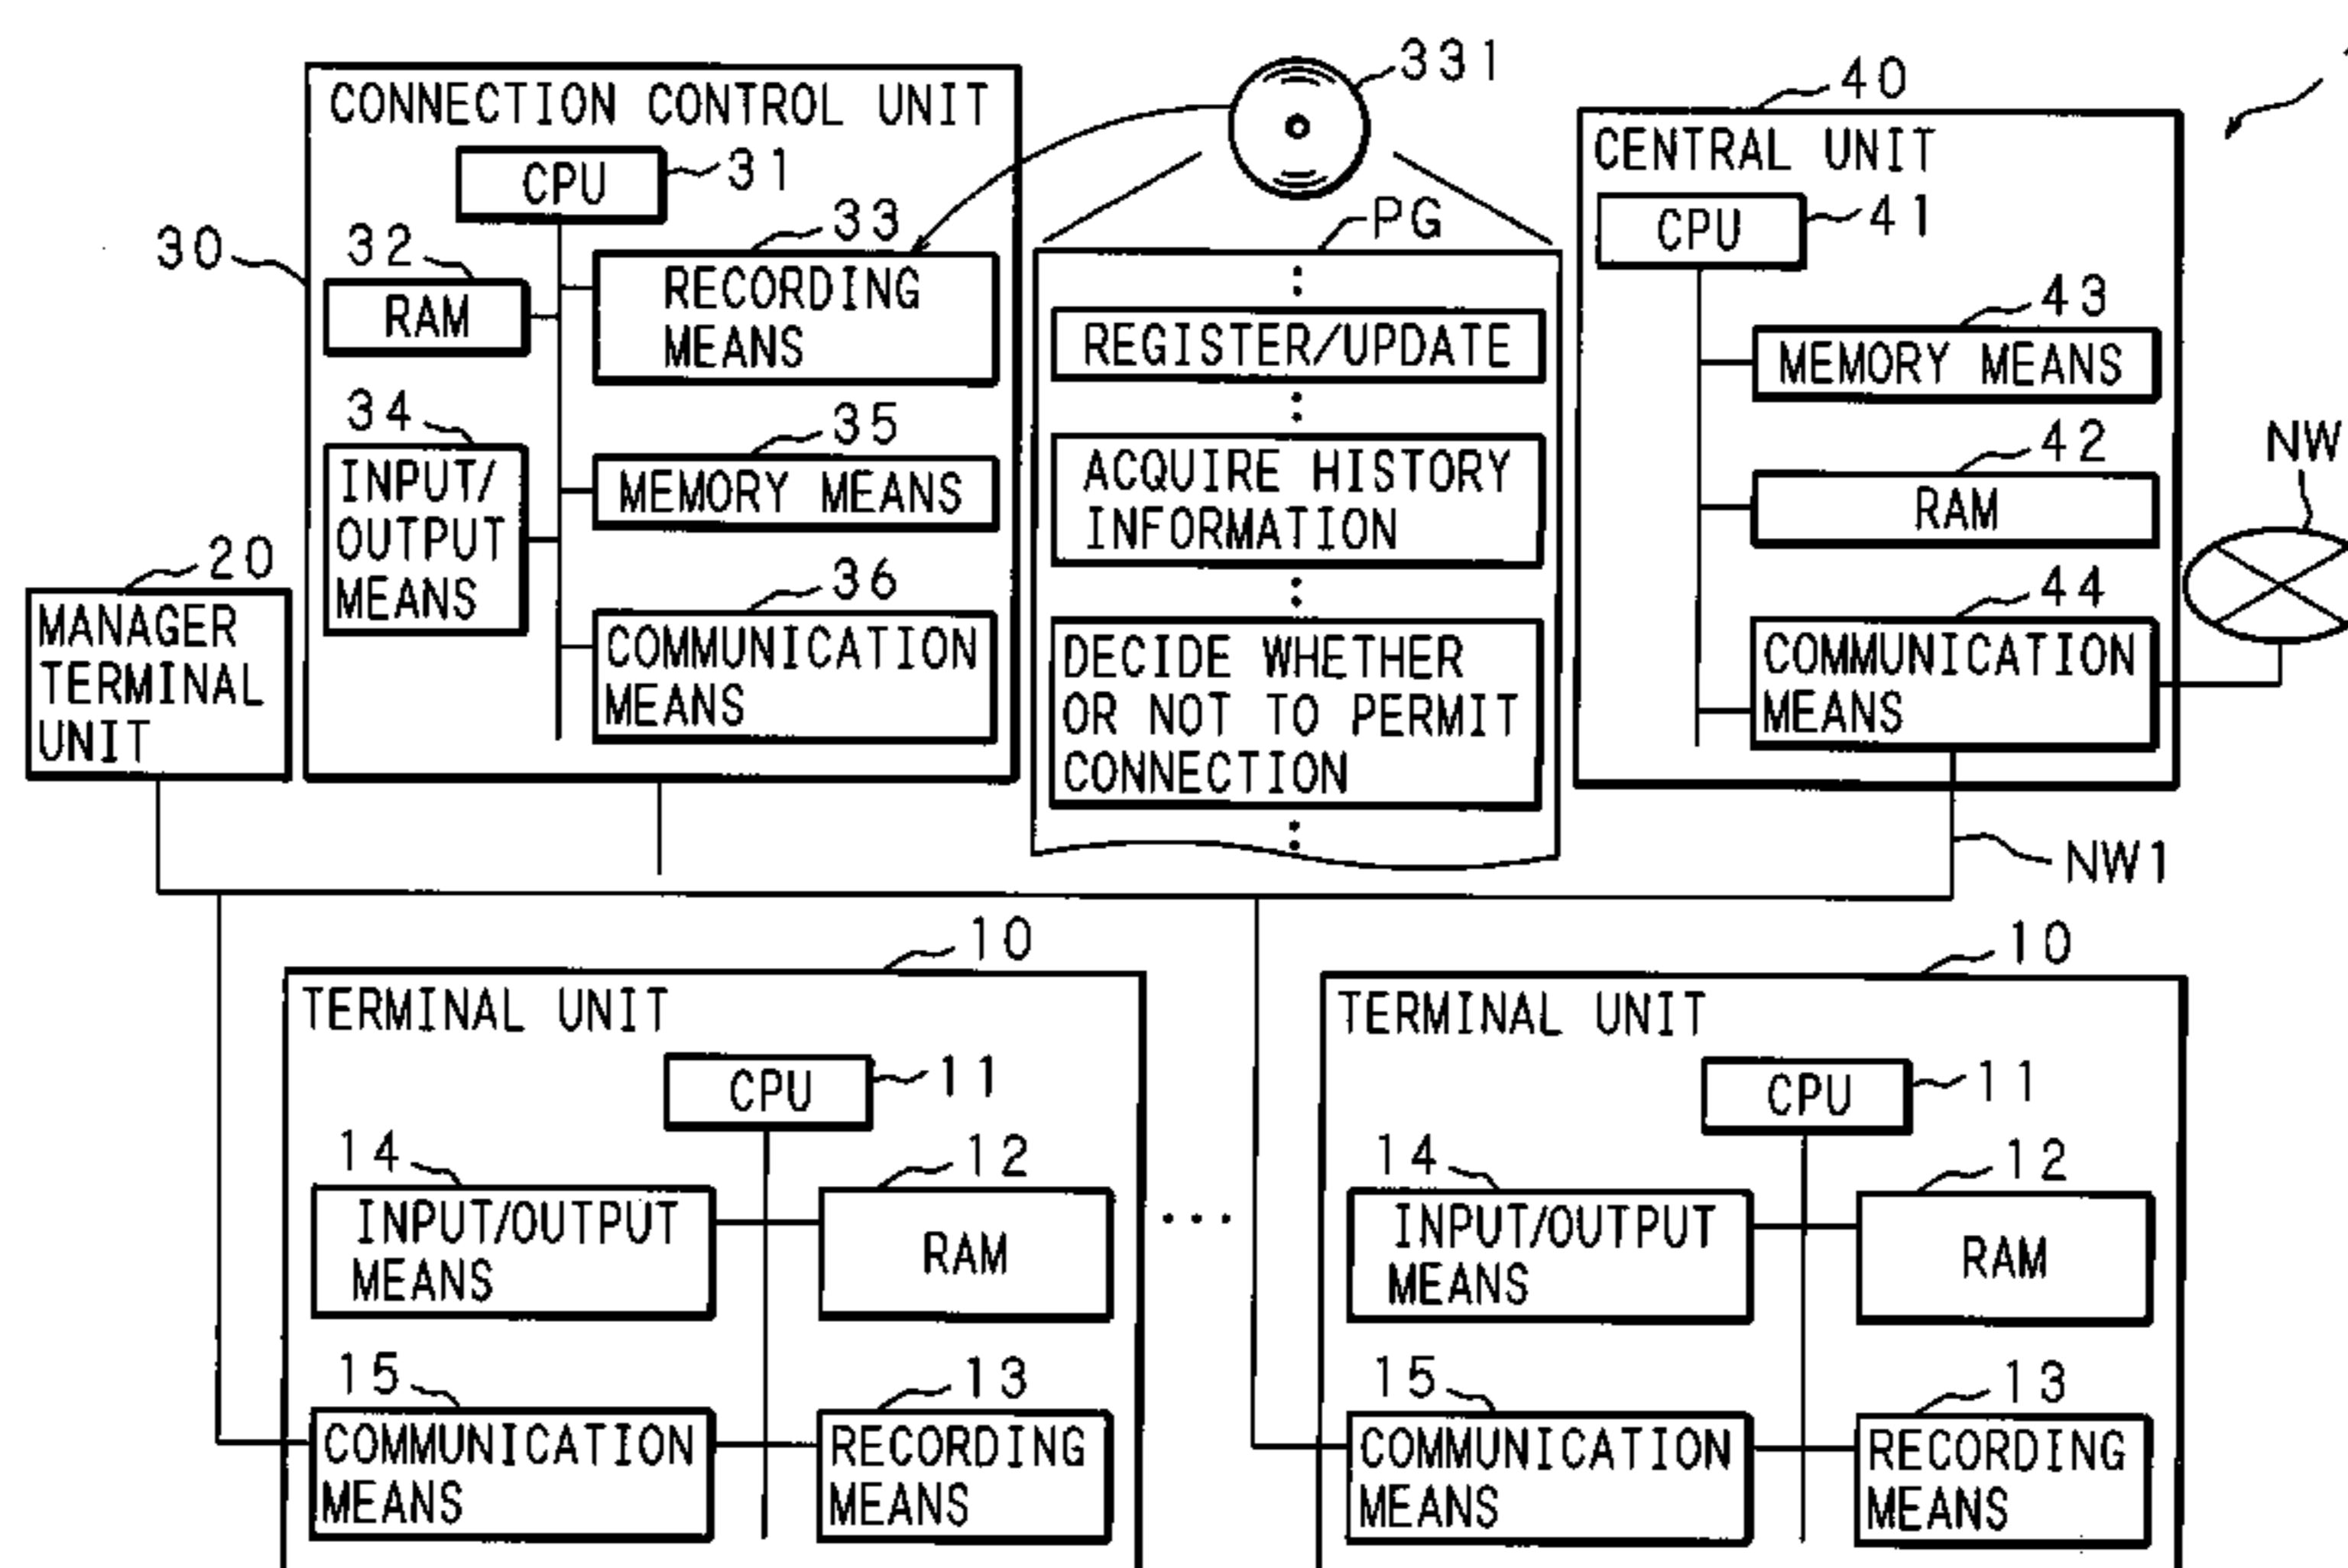 331
40
CONNECTION CONTROL UNIT
CPU
31
30
32
RAM
33
RECORDING
MEANS
34
INPUT/
OUTPUT
MEANS
35
MEMORY MEANS
36
COMMUNICATION
MEANS
20
MANAGER
TERMINAL
UNIT
PG
REGISTER/UPDATE
ACQUIRE HISTORY
INFORMATION
DECIDE WHETHER
OR NOT TO PERMIT
CONNECTION
CENTRAL UNIT
CPU
41
43
MEMORY MEANS
42
RAM
44
COMMUNICATION
MEANS
NW
NW1
10
TERMINAL UNIT
CPU
11
14
INPUT/OUTPUT
MEANS
12
RAM
15
COMMUNICATION
MEANS
13
RECORDING
MEANS
...
10
TERMINAL UNIT
CPU
11
14
INPUT/OUTPUT
MEANS
12
RAM
15
COMMUNICATION
MEANS
13
RECORDING
MEANS